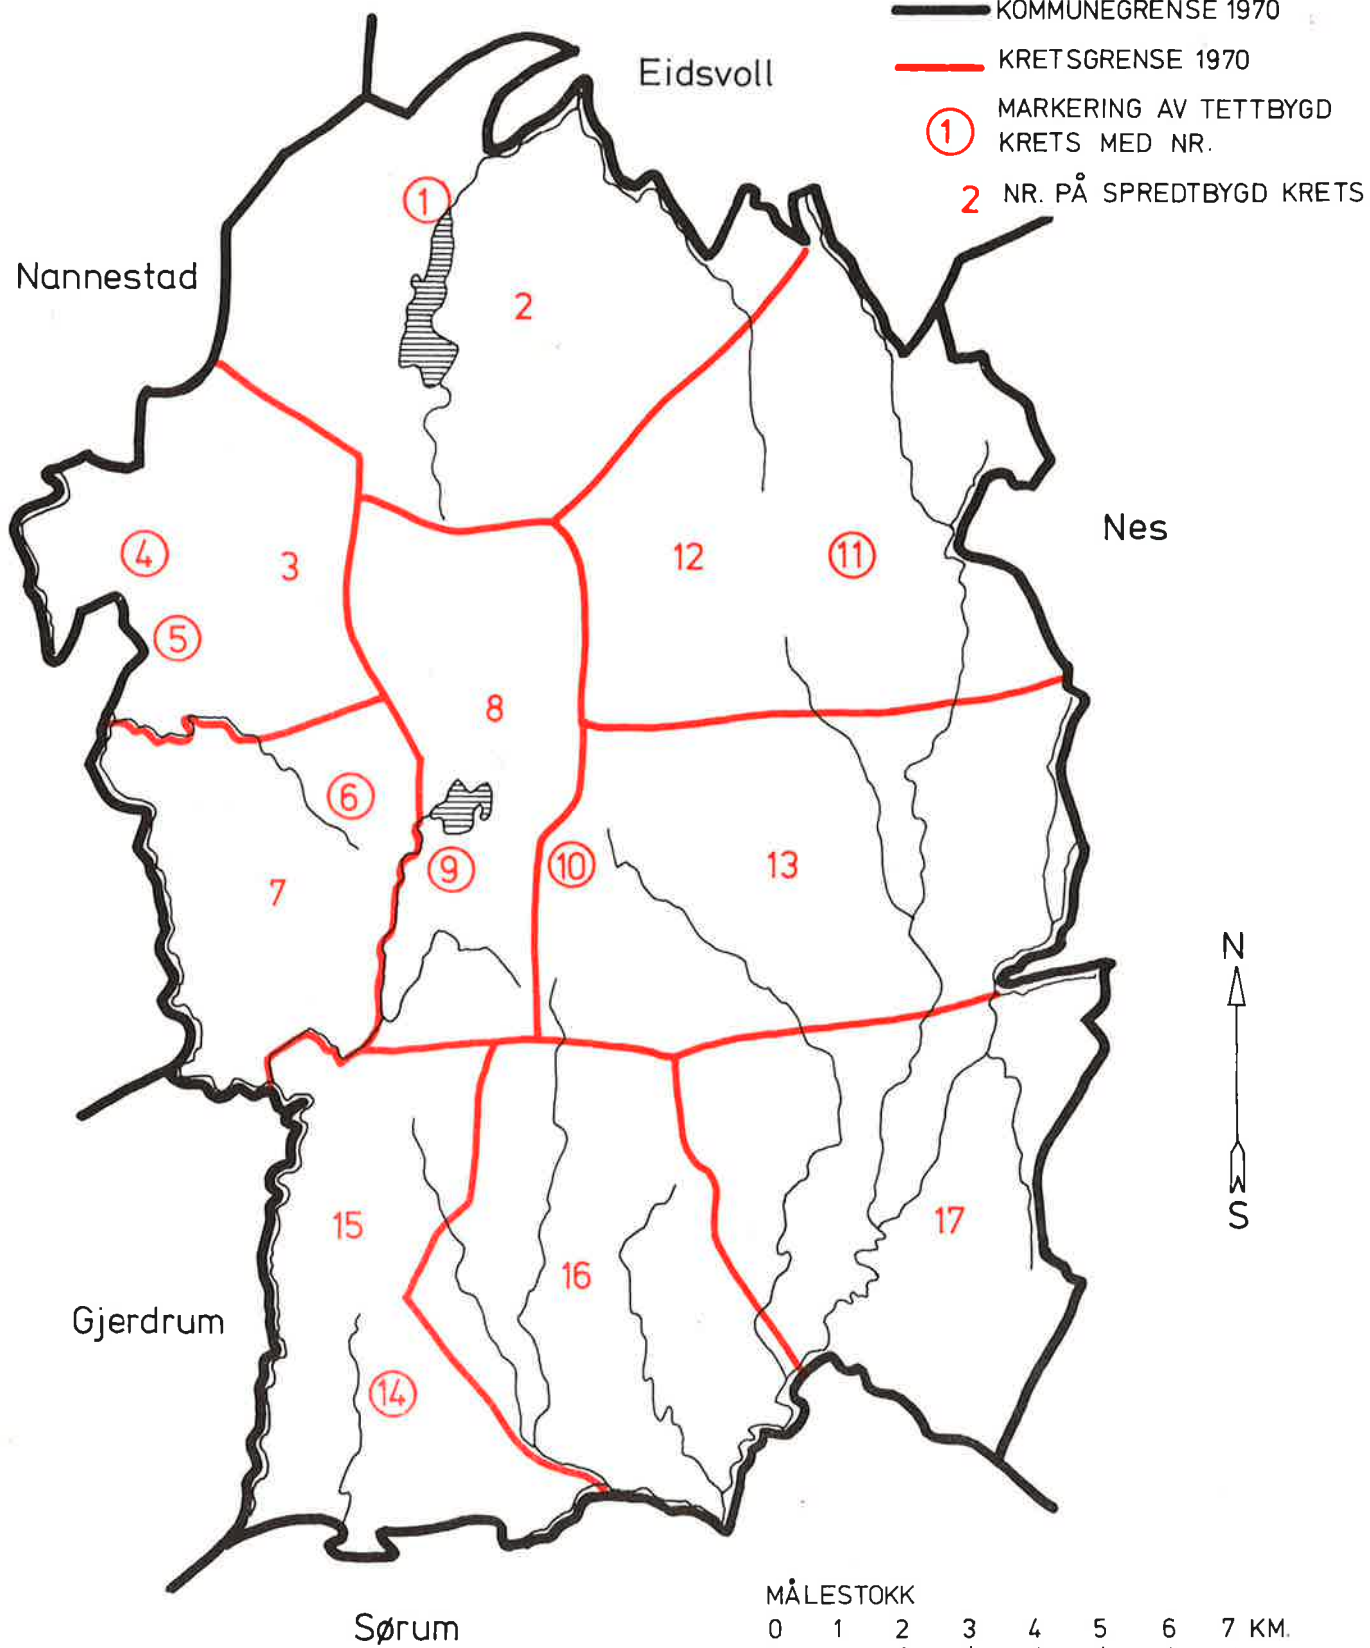 KOMMUNEGRENSE 1970
KRETSGRENSE 1970
1 MARKERING AV TETTBYGD
KRETS MED NR.
2 NR. PÅ SPREDTBYGD KRETS
Eidsvoll
1
Nannestad
2
Nes
4
3
12
11
5
8
6
9
10
13
7
N
S
15
17
16
Gjerdrum
14
MÅLESTOKK
0 1 2 3 4 5 6 7 KM.
Sørum